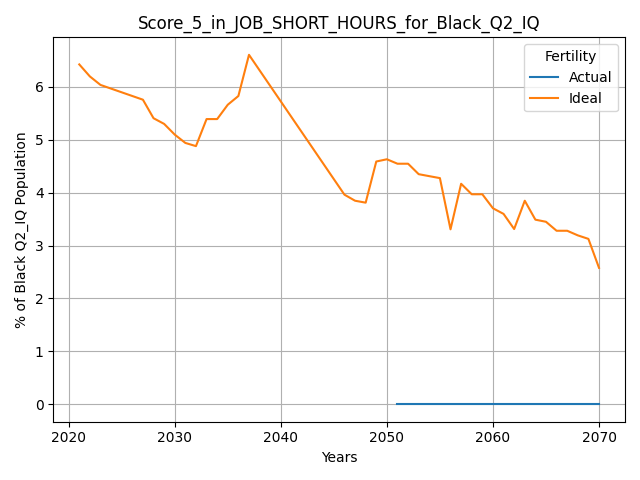 Score_5_in_JOB_SHORT_HOURS_for_Black_Q2_IQ
Fertility
Actual
Ideal
% of Black Q2_IQ Population
6
5
4
3
2
1
0
2020 2030 2040 2050 2060 2070
Years